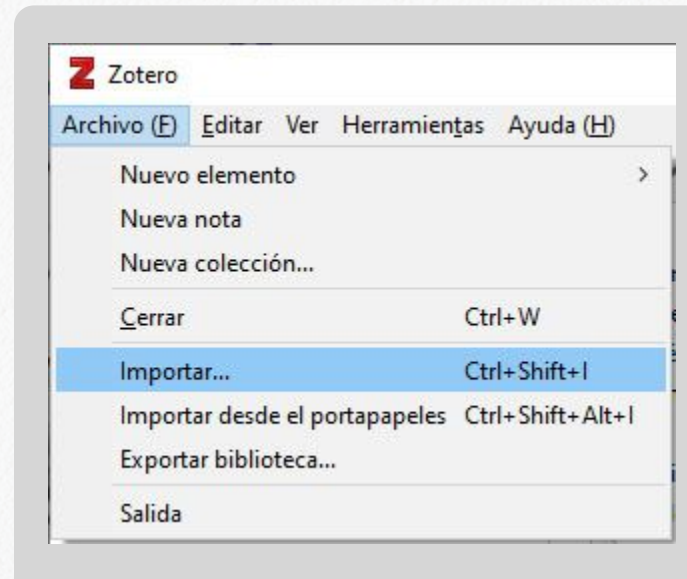 Zotero
Archivo (F) Editar Ver Herramientas Ayuda (H)
Nuevo elemento >
Nueva nota
Nueva colección...
Cerrar Ctrl+W
Importar... Ctrl+Shift+I
Importar desde el portapapeles Ctrl+Shift+Alt+I
Exportar biblioteca...
Salida